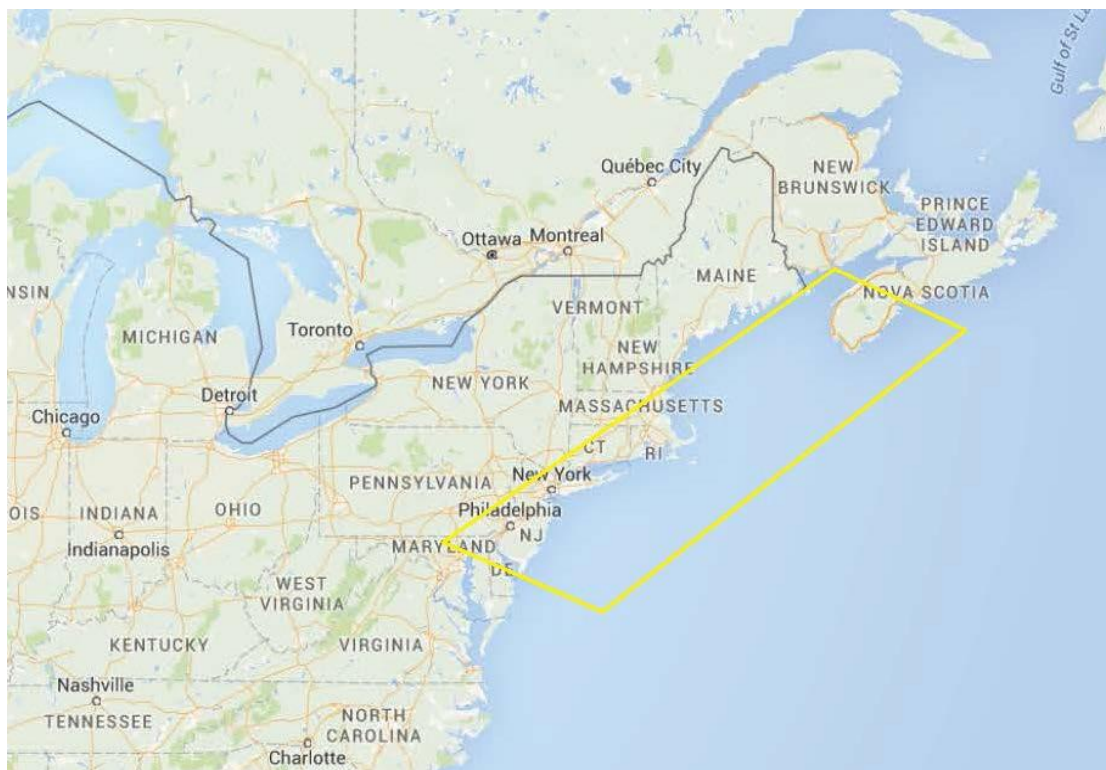 Gulf of St La
Québec City
NEW
BRUNSWICK
PRINCE
EDWARD
ISLAND
Ottawa
Montreal
MAINE
NOVA SCOTIA
NSIN
VERMONT
MICHIGAN
Toronto
NEW
HAMPSHIRE
Detroit
NEW YORK
MASSACHUSETTS
Chicago
CT
RI
PENNSYLVANIA
New York
OIS
INDIANA
OHIO
Philadelphia
NJ
Indianapolis
MARYLAND
DE
WEST
VIRGINIA
KENTUCKY
VIRGINIA
Nashville
TENNESSEE
NORTH
CAROLINA
Charlotte